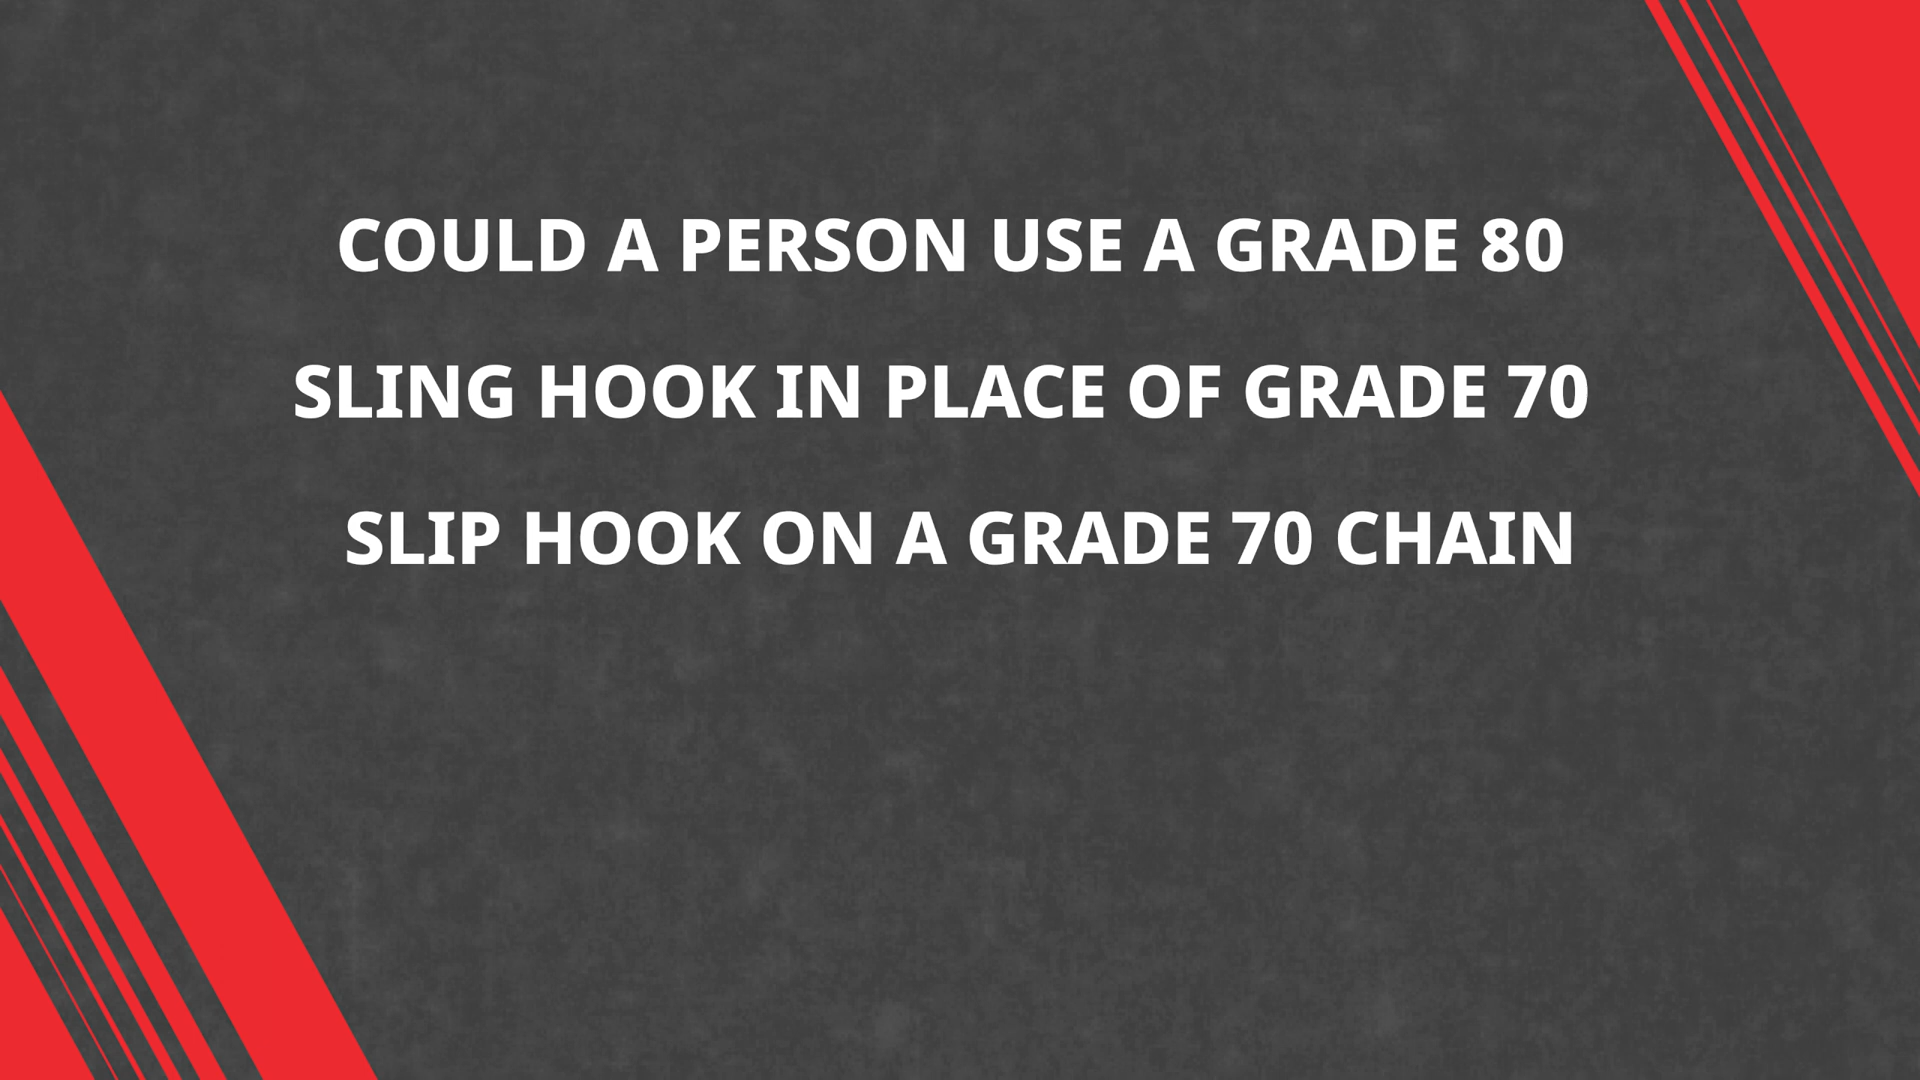 COULD A PERSON USE A GRADE 80
SLING HOOK IN PLACE OF GRADE 70
SLIP HOOK ON A GRADE 70 CHAIN